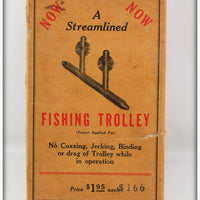 NOW
NOW
A
Streamlined
FISHING TROLLEY
(Patent Applied For)
No Coaxing, Jerking, Binding
or drag of Trolley while
in operation
Price $1.95 each $166